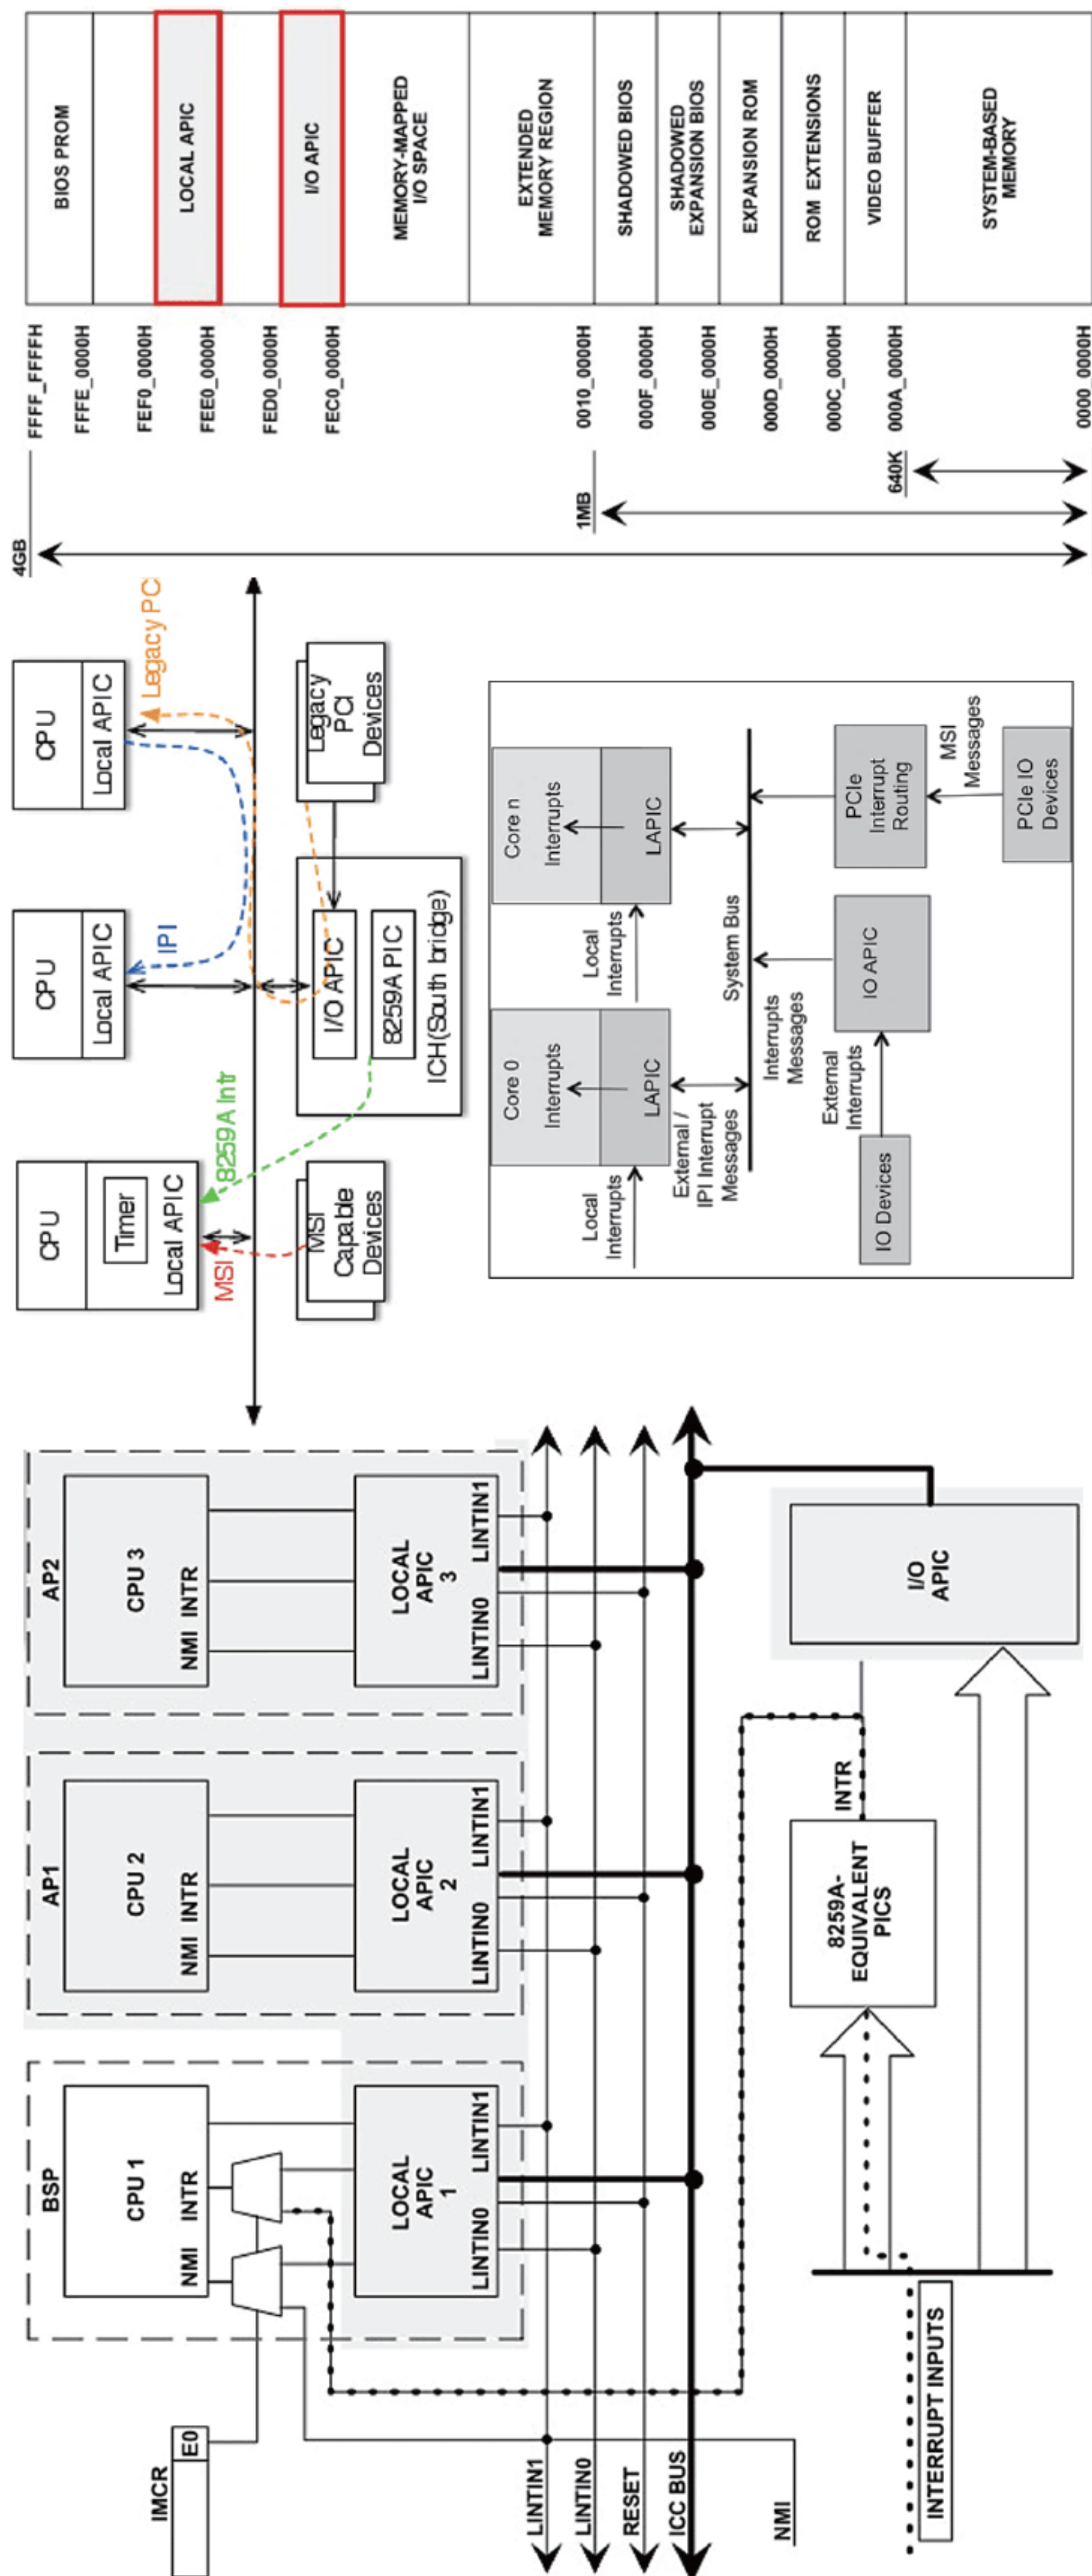 BSP
AP1
AP2
IMCR
E0
CPU 1
NMI INTR
CPU 2
NMI INTR
CPU 3
NMI INTR
LOCAL
APIC
1
LINTIN0
LINTIN1
LOCAL
APIC
2
LINTIN0
LINTIN1
LOCAL
APIC
3
LINTIN0
LINTIN1
LINTIN1
LINTIN0
RESET
ICC BUS
NMI
INTERRUPT INPUTS
8259A-
EQUIVALENT
PICS
INTR
I/O
APIC
CPU
Timer
Local APIC
CPU
Local APIC
CPU
Local APIC
MSI
8259A Intr
IPI
Legacy PC
MSI
Capable
Devices
I/O APIC
8259A PIC
ICH(South bridge)
Legacy
PCI
Devices
Core 0
Interrupts
LAPIC
Core n
Interrupts
LAPIC
Local
Interrupts
Local
Interrupts
External /
IPI Interrupt
Messages
System Bus
Interrupts
Messages
External
Interrupts
IO Devices
IO APIC
PCIe
Interrupt
Routing
MSI
Messages
PCIe IO
Devices
4GB
1MB
640K
FFFF_FFFFH
BIOS PROM
FFFE_0000H
FEF0_0000H
LOCAL APIC
FEE0_0000H
FED0_0000H
I/O APIC
FEC0_0000H
MEMORY-MAPPED
I/O SPACE
EXTENDED
MEMORY REGION
0010_0000H
SHADOWED BIOS
000F_0000H
SHADOWED
EXPANSION BIOS
000E_0000H
EXPANSION ROM
000D_0000H
ROM EXTENSIONS
000C_0000H
VIDEO BUFFER
000A_0000H
SYSTEM-BASED
MEMORY
0000_0000H